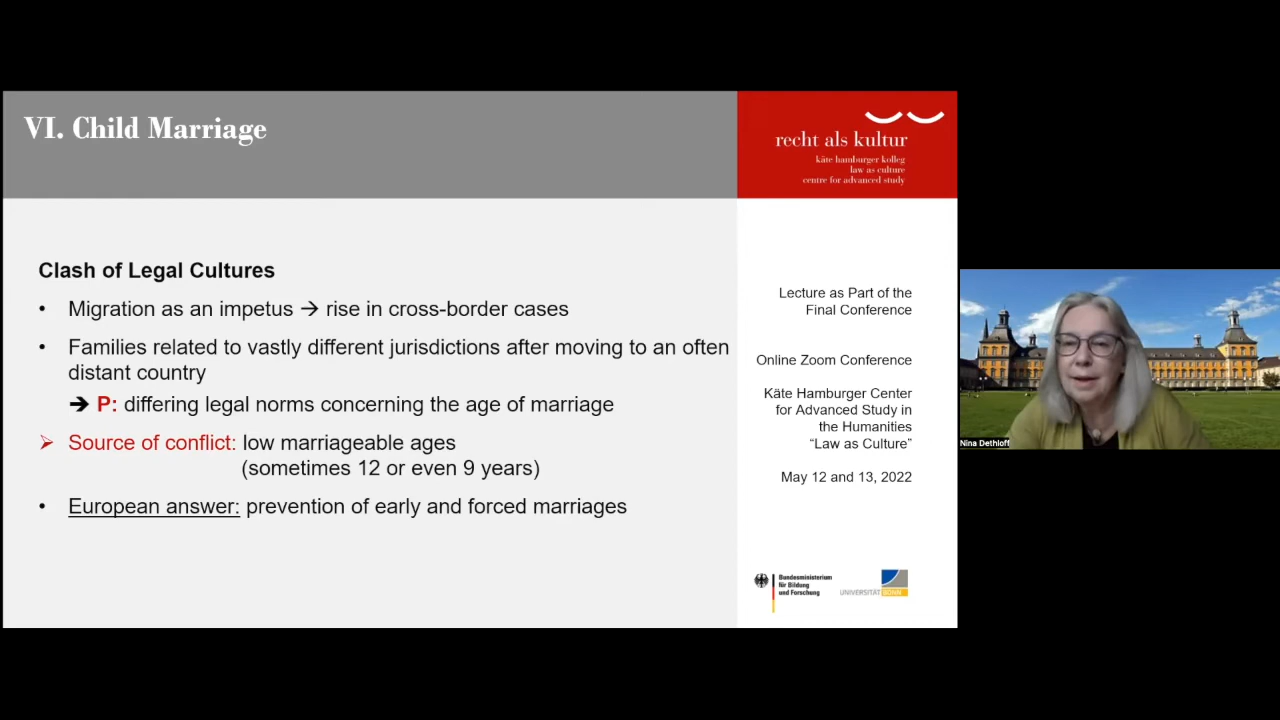 VI. Child Marriage
recht als kultur
käte hamburger kolleg
law as culture
centre for advanced study
Clash of Legal Cultures
• Migration as an impetus → rise in cross-border cases
• Families related to vastly different jurisdictions after moving to an often
distant country
➔ P: differing legal norms concerning the age of marriage
➢ Source of conflict: low marriageable ages
(sometimes 12 or even 9 years)
• European answer: prevention of early and forced marriages
Lecture as Part of the
Final Conference
Online Zoom Conference
Käte Hamburger Center
for Advanced Study in
the Humanities
“Law as Culture”
May 12 and 13, 2022
Bundesministerium
für Bildung
und Forschung
UNIVERSITÄT BONN
Nina Dethloff